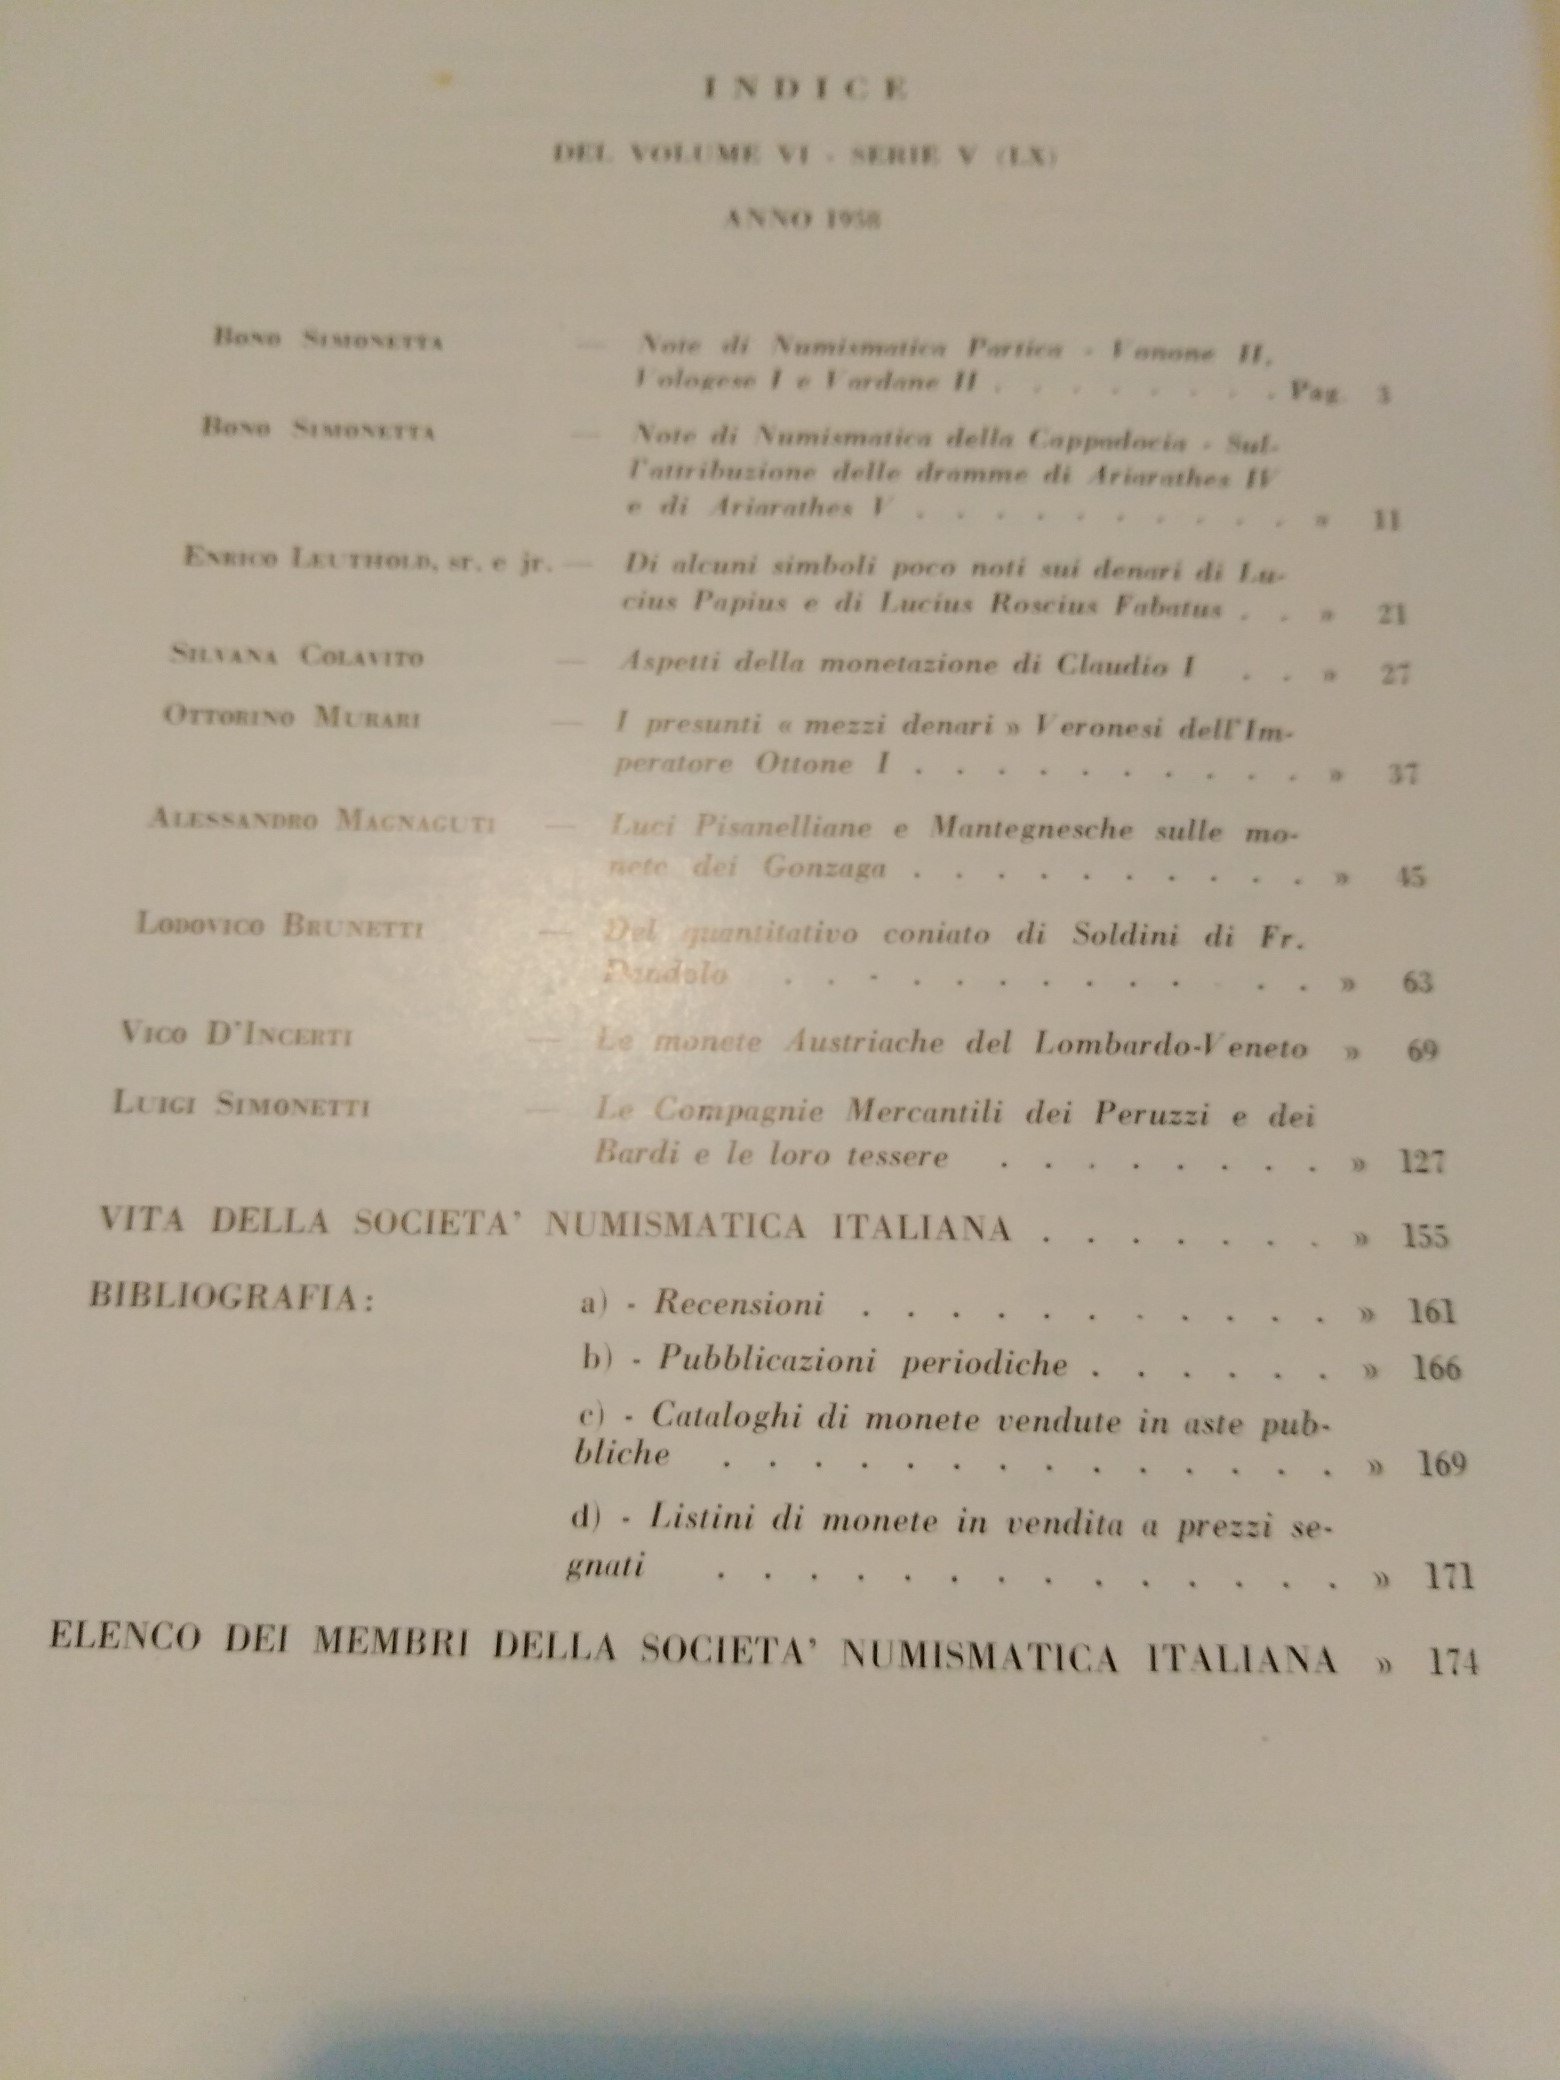 INDICE
DEL VOLUME VI - SERIE V (LX)
ANNO 1958
BONO SIMONETTA — Note di Numismatica Partica - Vonone II,
Vologese I e Vardane II . . . . . . . Pag. 3
BONO SIMONETTA — Note di Numismatica della Cappadocia - Sul-
l'attribuzione delle dramme di Ariarathes IV
e di Ariarathes V . . . . . . . . . . » 11
ENRICO LEUTHOLD, sr. e jr. — Di alcuni simboli poco noti sui denari di Lu-
cius Papius e di Lucius Roscius Fabatus . . » 21
SILVANA COLAVITO — Aspetti della monetazione di Claudio I . . » 27
OTTORINO MURARI — I presunti « mezzi denari » Veronesi dell'Im-
peratore Ottone I . . . . . . . . . . » 37
ALESSANDRO MAGNAGUTI — Luci Pisanelliane e Mantegnesche sulle mo-
nete dei Gonzaga . . . . . . . . . . » 45
LODOVICO BRUNETTI — Del quantitativo coniato di Soldini di Fr.
Dandolo . . . . . . . . . . . . » 63
VICO D'INCERTI — Le monete Austriache del Lombardo-Veneto » 69
LUIGI SIMONETTI — Le Compagnie Mercantili dei Peruzzi e dei
Bardi e le loro tessere . . . . . . . . » 127
VITA DELLA SOCIETA' NUMISMATICA ITALIANA . . . . . . . » 155
BIBLIOGRAFIA: a) - Recensioni . . . . . . . . . . . » 161
b) - Pubblicazioni periodiche . . . . . . » 166
c) - Cataloghi di monete vendute in aste pub-
bliche . . . . . . . . . . . . . . » 169
d) - Listini di monete in vendita a prezzi se-
gnati . . . . . . . . . . . . . . » 171
ELENCO DEI MEMBRI DELLA SOCIETA' NUMISMATICA ITALIANA » 174